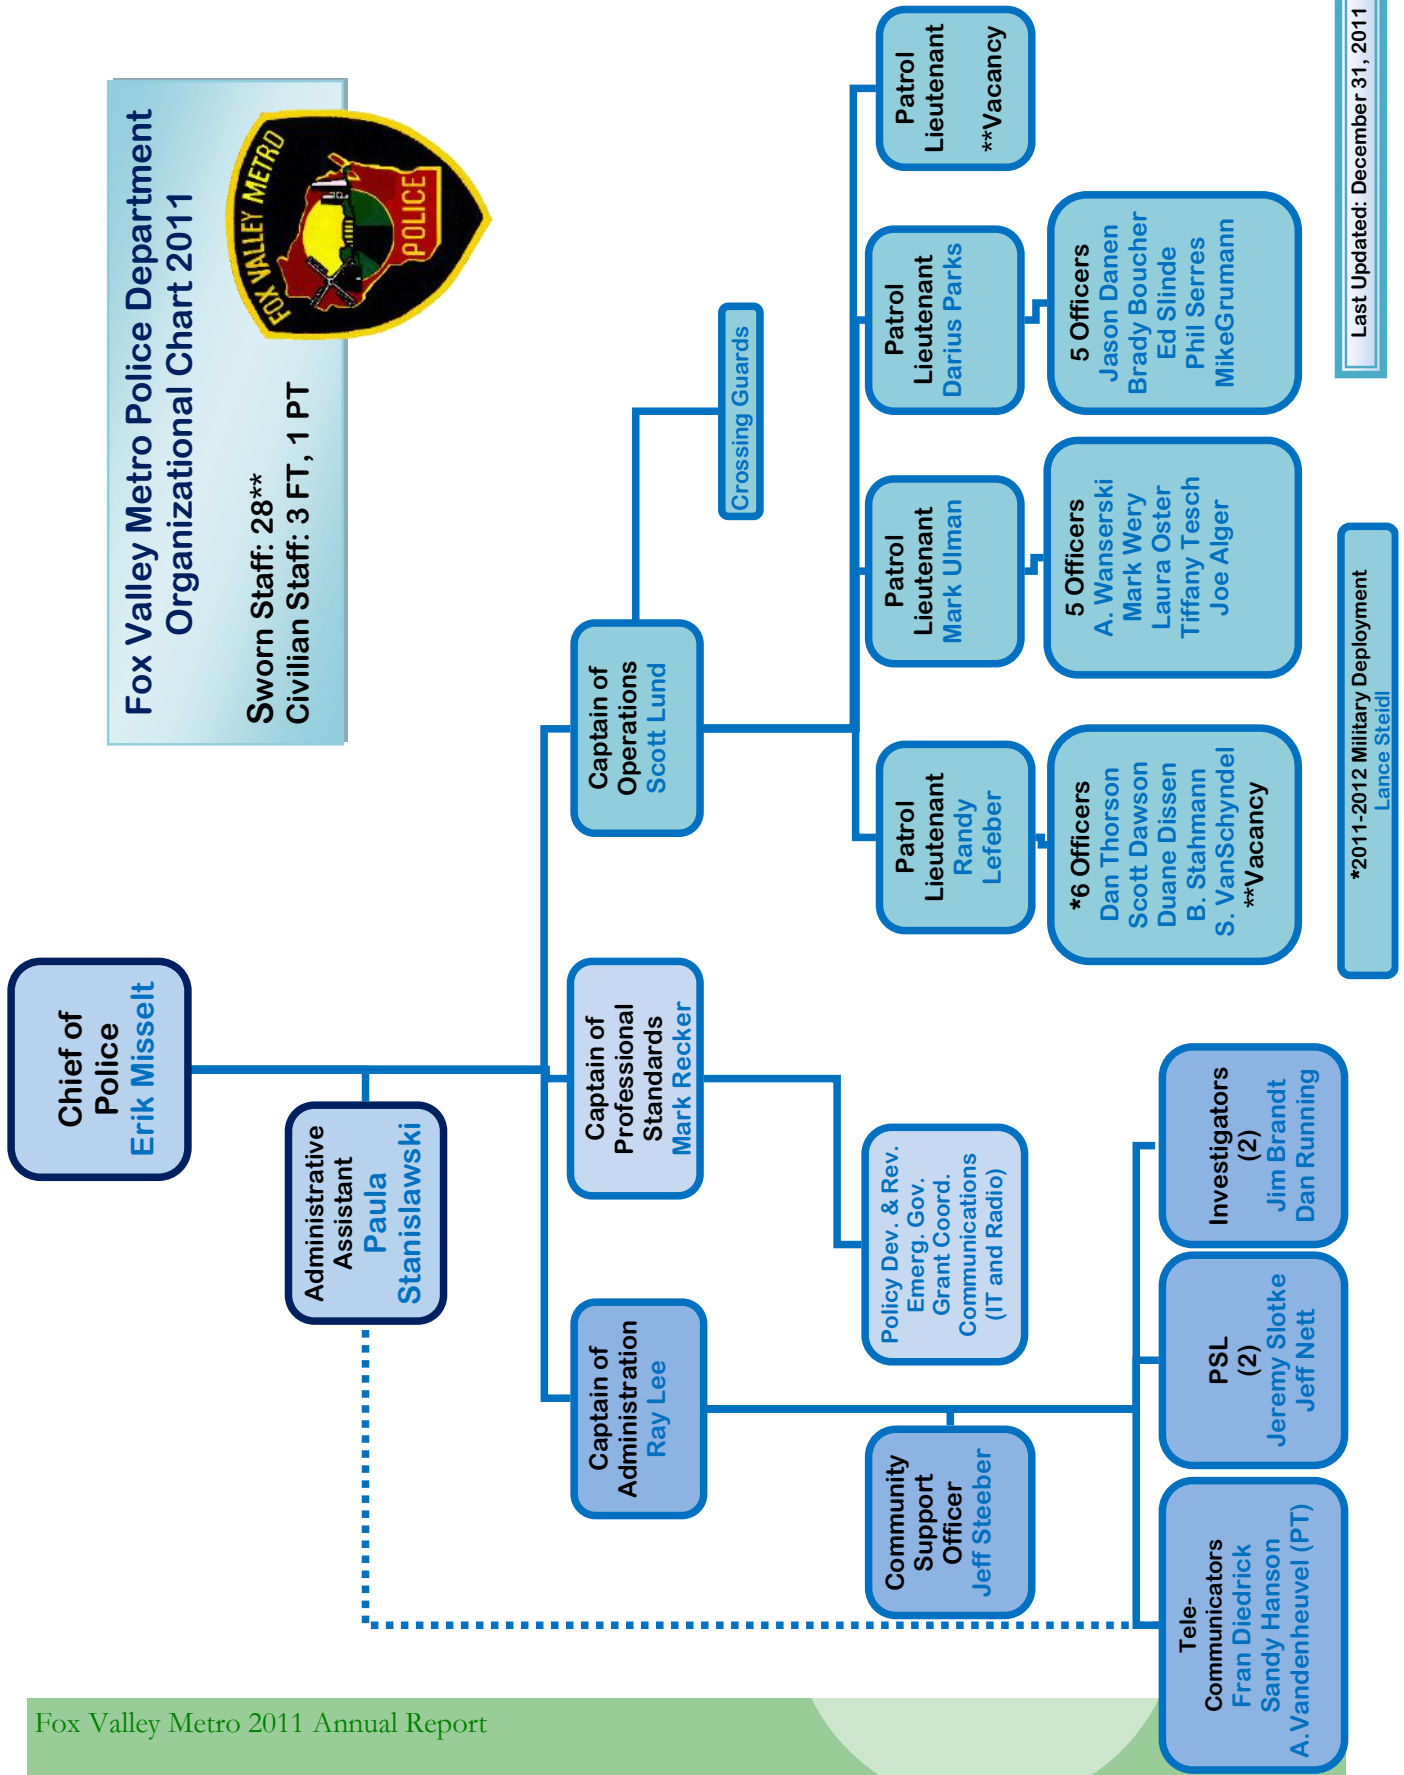 Fox Valley Metro Police Department
Organizational Chart 2011
Sworn Staff: 28**
Civilian Staff: 3 FT, 1 PT
FOX VALLEY METRO
POLICE
Chief of
Police
Erik Misselt
Administrative
Assistant
Paula
Stanislawski
Captain of
Administration
Ray Lee
Captain of
Professional
Standards
Mark Recker
Captain of
Operations
Scott Lund
Crossing Guards
Community
Support
Officer
Jeff Steeber
Policy Dev. & Rev.
Emerg. Gov.
Grant Coord.
Communications
(IT and Radio)
Patrol
Lieutenant
Randy
Lefeber
Patrol
Lieutenant
Mark Ulman
Patrol
Lieutenant
Darius Parks
Patrol
Lieutenant
**Vacancy
Tele-
Communicators
Fran Diedrick
Sandy Hanson
A.Vandenheuvel (PT)
PSL
(2)
Jeremy Slotke
Jeff Nett
Investigators
(2)
Jim Brandt
Dan Running
*6 Officers
Dan Thorson
Scott Dawson
Duane Dissen
B. Stahmann
S. VanSchyndel
**Vacancy
5 Officers
A. Wanserski
Mark Wery
Laura Oster
Tiffany Tesch
Joe Alger
5 Officers
Jason Danen
Brady Boucher
Ed Slinde
Phil Serres
MikeGrumann
*2011-2012 Military Deployment
Lance Steidl
Last Updated: December 31, 2011
Fox Valley Metro 2011 Annual Report